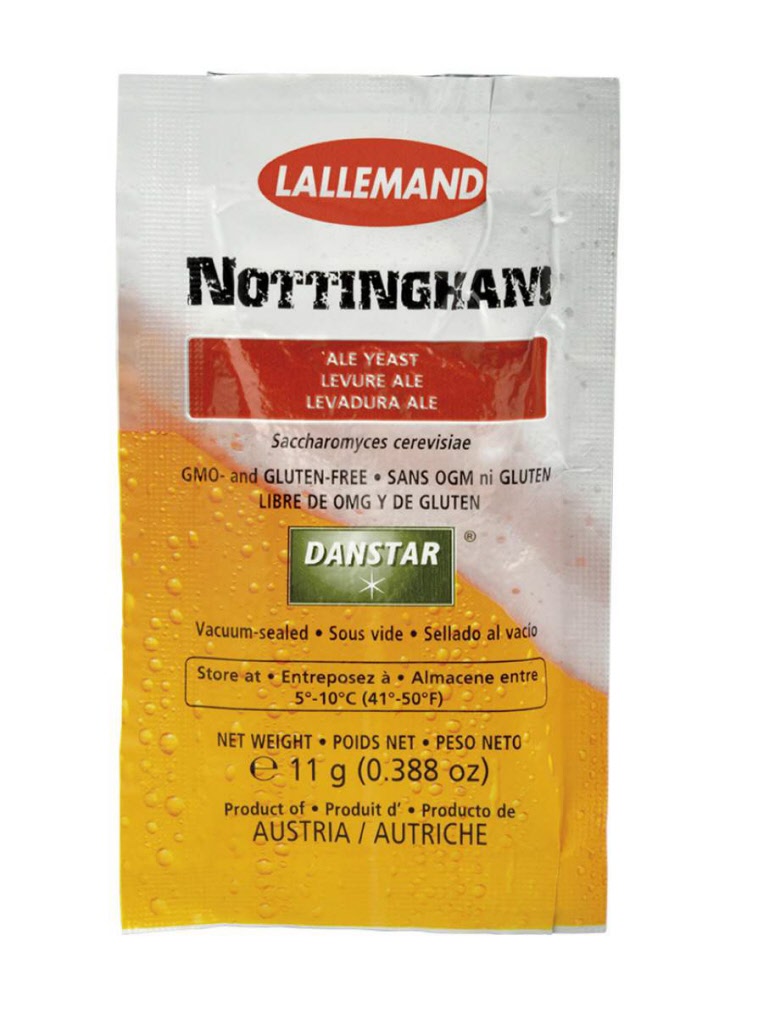 LALLEMAND
NOTTINGHAM
ALE YEAST
LEVURE ALE
LEVADURA ALE
Saccharomyces cerevisiae
GMO- and GLUTEN-FREE • SANS OGM ni GLUTEN
LIBRE DE OMG Y DE GLUTEN
DANSTAR ®
Vacuum-sealed • Sous vide • Sellado al vacio
Store at • Entreposez à • Almacene entre
5°-10°C (41°-50°F)
NET WEIGHT • POIDS NET • PESO NETO
℮ 11 g (0.388 oz)
Product of • Produit d' • Producto de
AUSTRIA / AUTRICHE